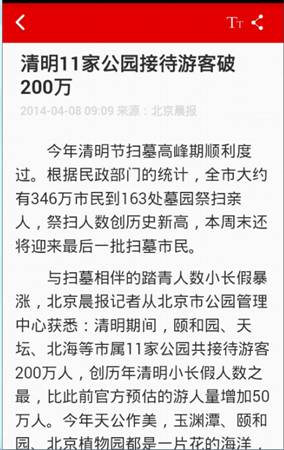 TT
清明11家公园接待游客破
200万
2014-04-08 09:09 来源：北京晨报
今年清明节扫墓高峰期顺利度
过。根据民政部门的统计，全市大约
有346万市民到163处墓园祭扫亲
人，祭扫人数创历史新高，本周末还
将迎来最后一批扫墓市民。
与扫墓相伴的踏青人数小长假暴
涨，北京晨报记者从北京市公园管理
中心获悉：清明期间，颐和园、天
坛、北海等市属11家公园共接待游客
200万人，创历年清明小长假人数之
最，比此前官方预估的游人量增加50
万人。今年天公作美，玉渊潭、颐和
园、北京植物园都是一片花的海洋，